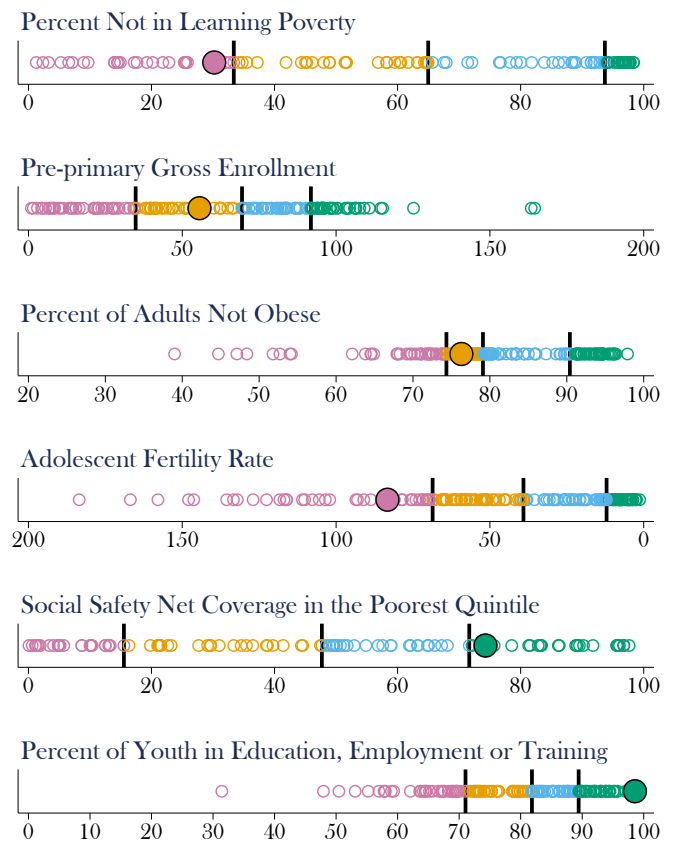 Percent Not in Learning Poverty
0 20 40 60 80 100
Pre-primary Gross Enrollment
0 50 100 150 200
Percent of Adults Not Obese
20 30 40 50 60 70 80 90 100
Adolescent Fertility Rate
200 150 100 50 0
Social Safety Net Coverage in the Poorest Quintile
0 20 40 60 80 100
Percent of Youth in Education, Employment or Training
0 10 20 30 40 50 60 70 80 90 100